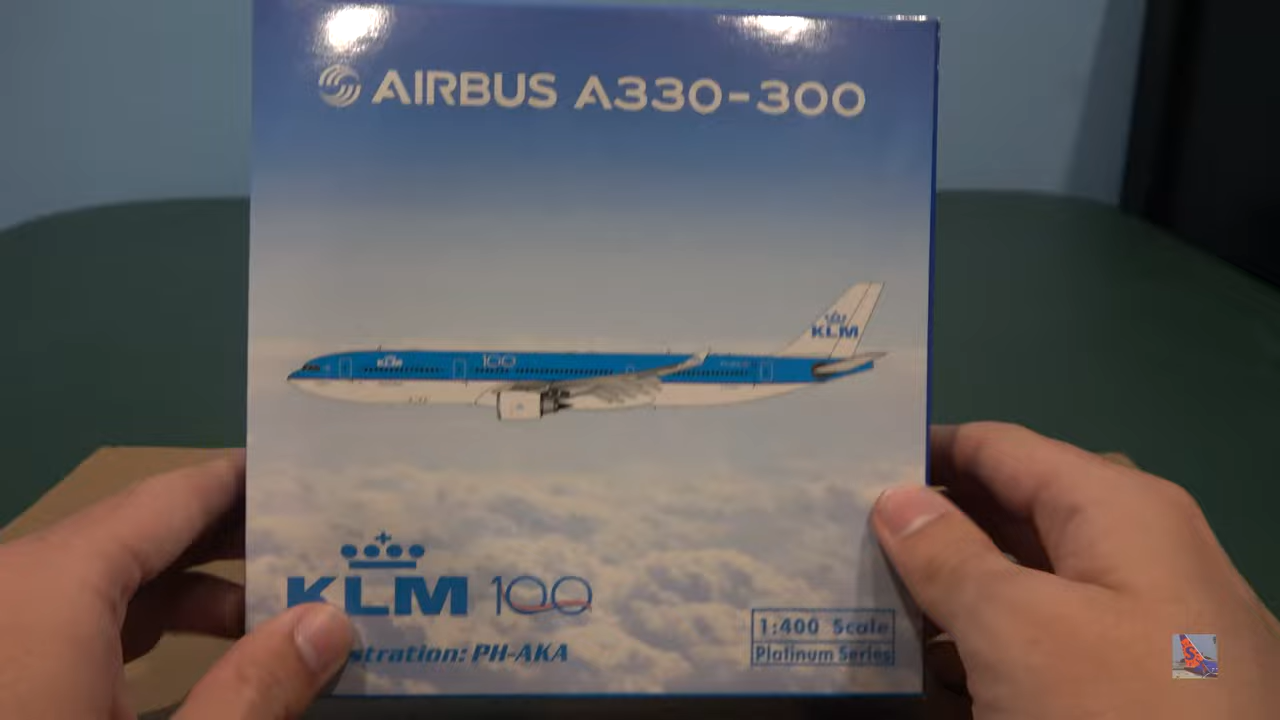 AIRBUS A330-300
KLM
KLM
100
KLM 100
stration: PH-AKA
1:400 Scale
Platinum Series